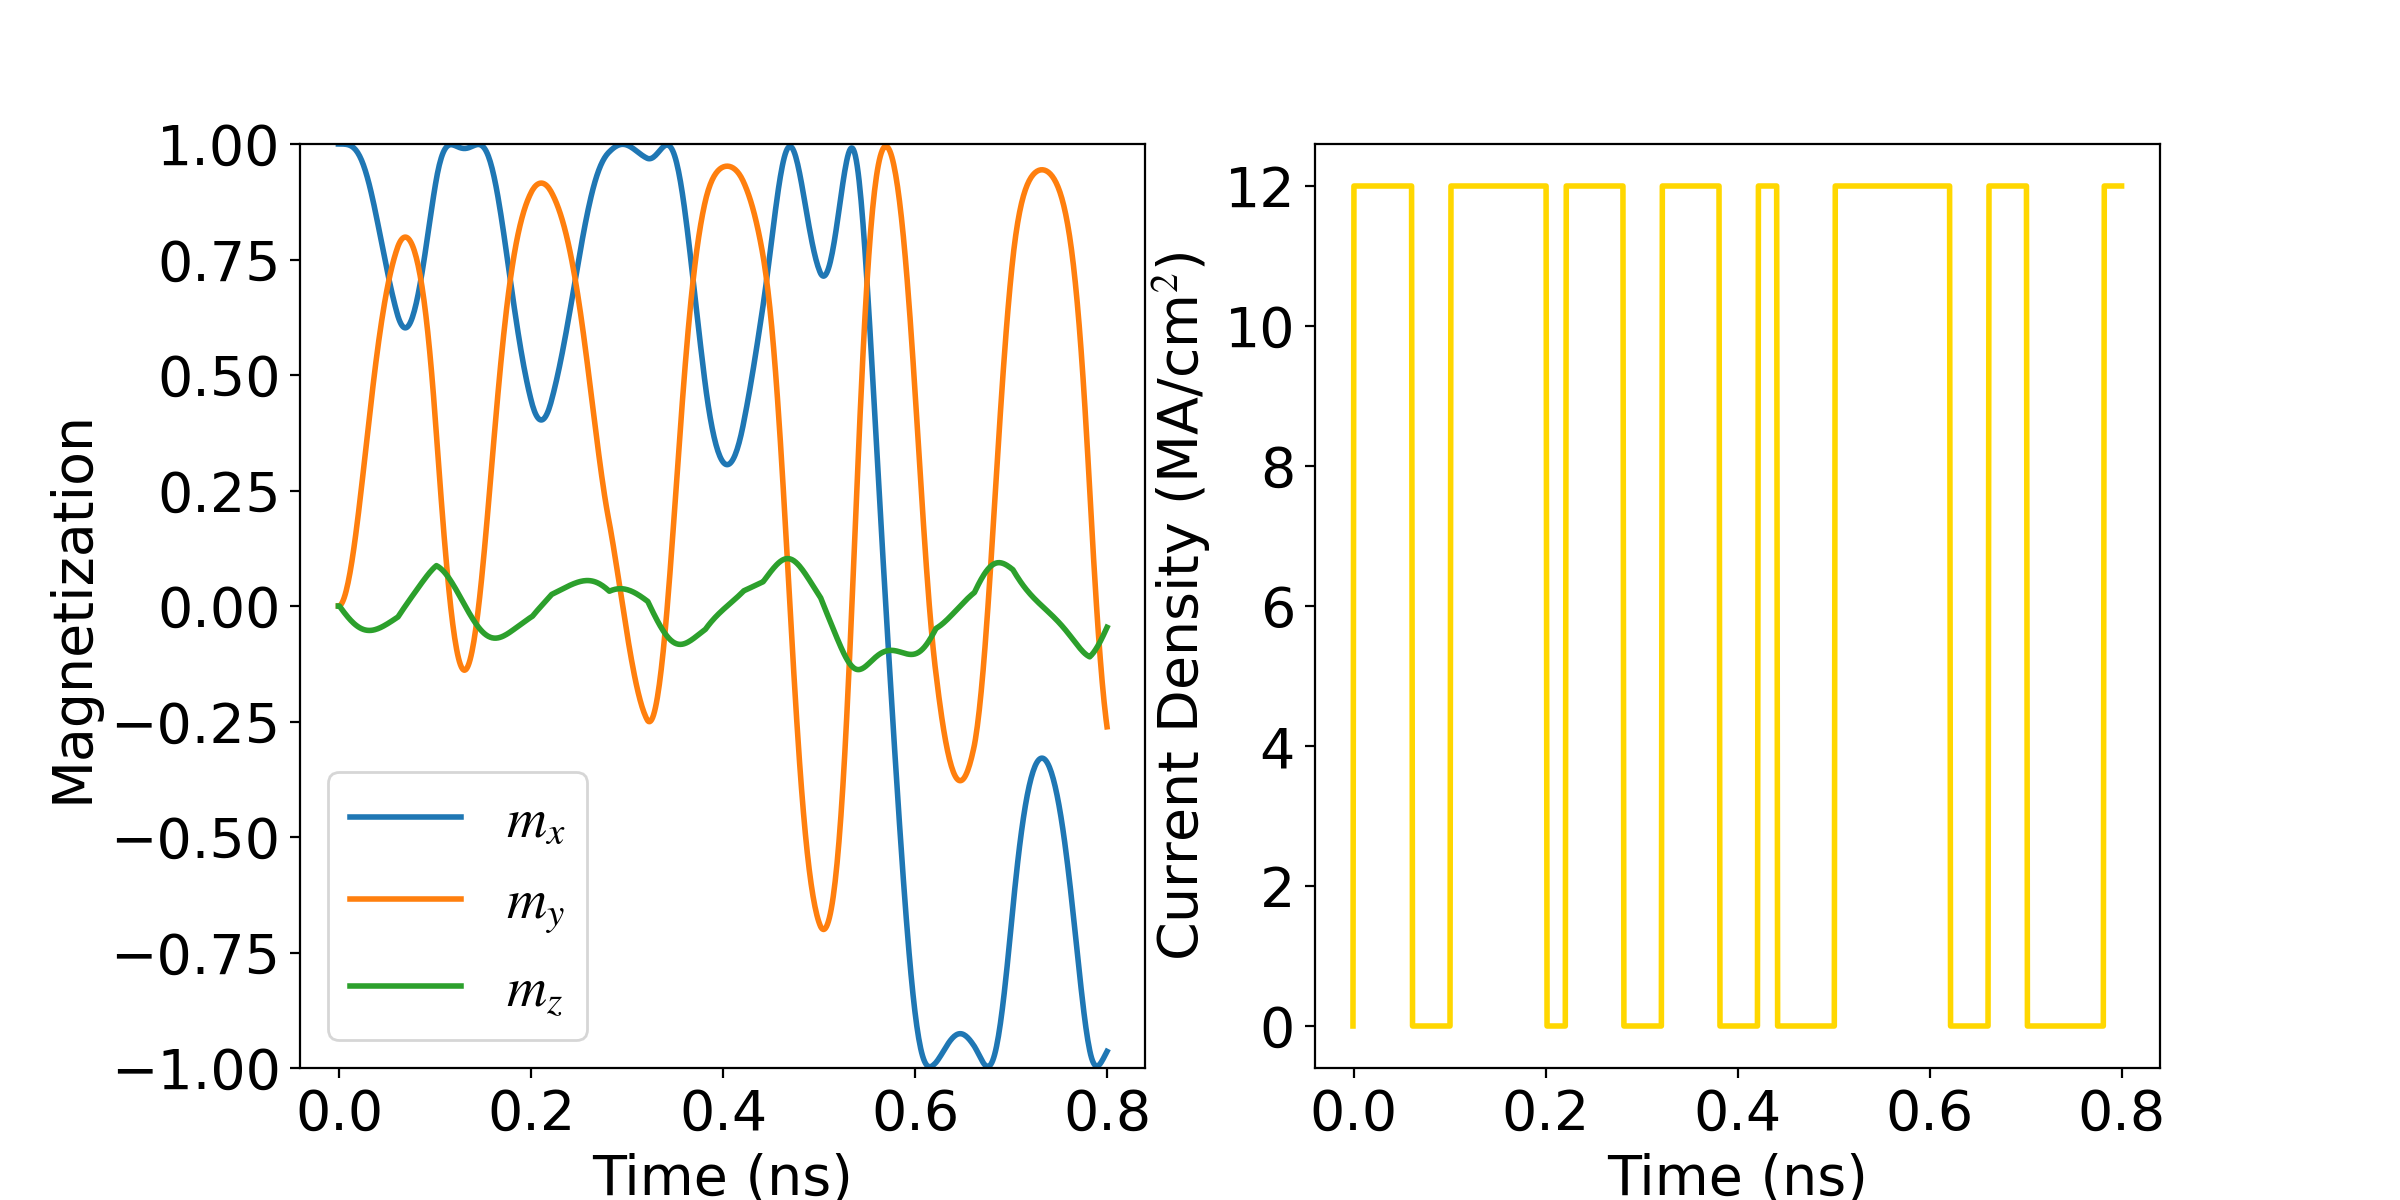 Magnetization
1.00
0.75
0.50
0.25
0.00
−0.25
−0.50
−0.75
−1.00
0.0 0.2 0.4 0.6 0.8
Time (ns)
m_x
m_y
m_z
Current Density (MA/cm²)
12
10
8
6
4
2
0
0.0 0.2 0.4 0.6 0.8
Time (ns)